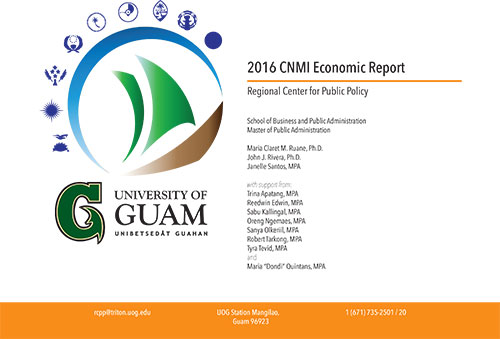 2016 CNMI Economic Report
Regional Center for Public Policy
School of Business and Public Administration
Master of Public Administration
Maria Claret M. Ruane, Ph.D.
John J. Rivera, Ph.D.
Janelle Santos, MPA
with support from:
Trina Apatang, MPA
Reedwin Edwin, MPA
Sabu Kallingal, MPA
Oreng Ngemaes, MPA
Sanya Olkeriil, MPA
Robert Tarkong, MPA
Tyra Tevid, MPA
and
Maria "Dondi" Quintans, MPA
G
UNIVERSITY OF
GUAM
UNIBETSEDÅT GUAHAN
rcpp@triton.uog.edu
UOG Station Mangilao,
Guam 96923
1 (671) 735-2501 / 20